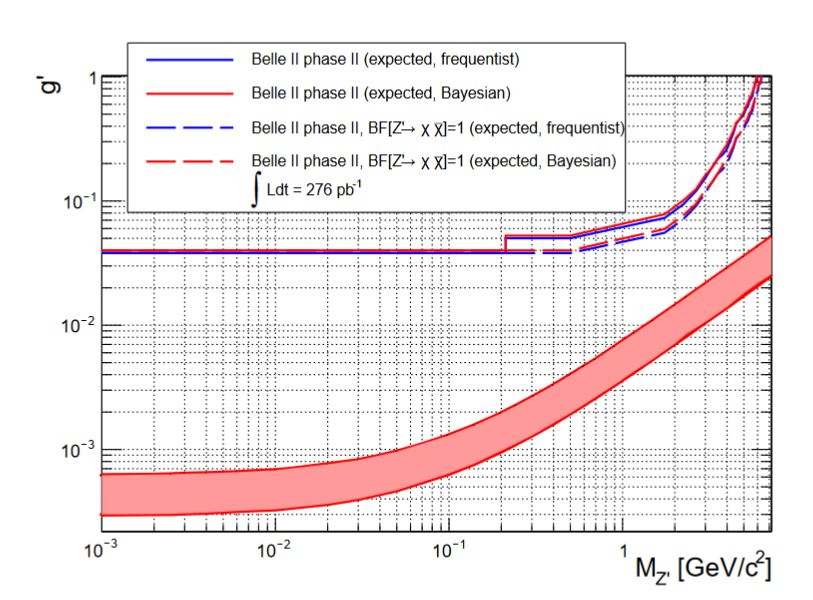 Belle II phase II (expected, frequentist)
Belle II phase II (expected, Bayesian)
Belle II phase II, BF[Z'→ χ χ̄]=1 (expected, frequentist)
Belle II phase II, BF[Z'→ χ χ̄]=1 (expected, Bayesian)
∫ Ldt = 276 pb⁻¹
g'
1
10⁻¹
10⁻²
10⁻³
10⁻³ 10⁻² 10⁻¹ 1
M_Z' [GeV/c²]